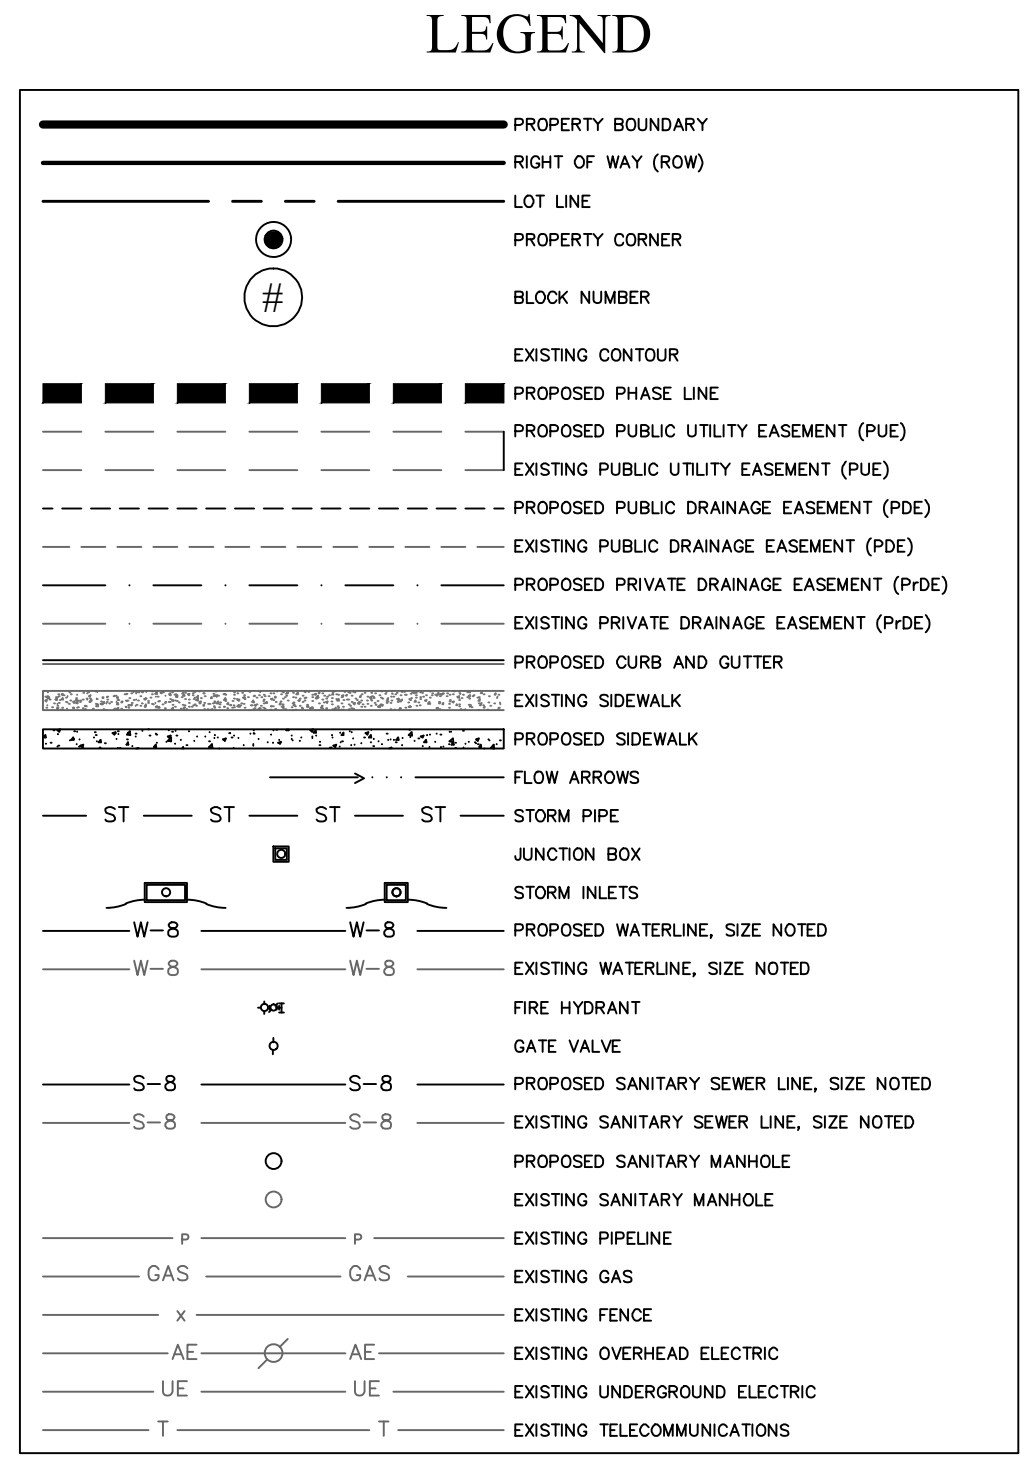 LEGEND
PROPERTY BOUNDARY
RIGHT OF WAY (ROW)
LOT LINE
PROPERTY CORNER
# BLOCK NUMBER
EXISTING CONTOUR
PROPOSED PHASE LINE
PROPOSED PUBLIC UTILITY EASEMENT (PUE)
EXISTING PUBLIC UTILITY EASEMENT (PUE)
PROPOSED PUBLIC DRAINAGE EASEMENT (PDE)
EXISTING PUBLIC DRAINAGE EASEMENT (PDE)
PROPOSED PRIVATE DRAINAGE EASEMENT (PrDE)
EXISTING PRIVATE DRAINAGE EASEMENT (PrDE)
PROPOSED CURB AND GUTTER
EXISTING SIDEWALK
PROPOSED SIDEWALK
FLOW ARROWS
ST ST ST ST STORM PIPE
JUNCTION BOX
STORM INLETS
W-8 W-8 PROPOSED WATERLINE, SIZE NOTED
W-8 W-8 EXISTING WATERLINE, SIZE NOTED
FIRE HYDRANT
GATE VALVE
S-8 S-8 PROPOSED SANITARY SEWER LINE, SIZE NOTED
S-8 S-8 EXISTING SANITARY SEWER LINE, SIZE NOTED
PROPOSED SANITARY MANHOLE
EXISTING SANITARY MANHOLE
P P EXISTING PIPELINE
GAS GAS EXISTING GAS
x EXISTING FENCE
AE AE EXISTING OVERHEAD ELECTRIC
UE UE EXISTING UNDERGROUND ELECTRIC
T T EXISTING TELECOMMUNICATIONS